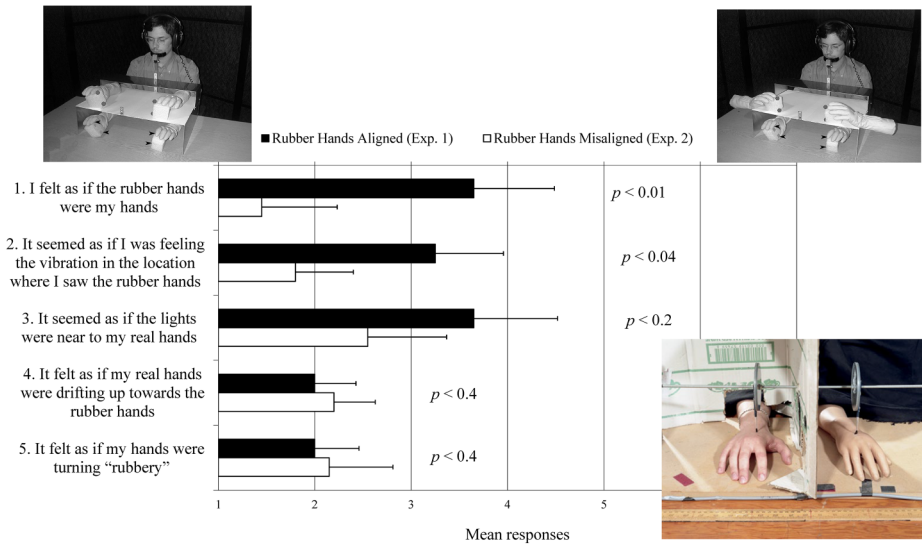 Rubber Hands Aligned (Exp. 1)
Rubber Hands Misaligned (Exp. 2)
1. I felt as if the rubber hands
were my hands
p < 0.01
2. It seemed as if I was feeling
the vibration in the location
where I saw the rubber hands
p < 0.04
3. It seemed as if the lights
were near to my real hands
p < 0.2
4. It felt as if my real hands
were drifting up towards the
rubber hands
p < 0.4
5. It felt as if my hands were
turning “rubbery”
p < 0.4
1 2 3 4 5
Mean responses